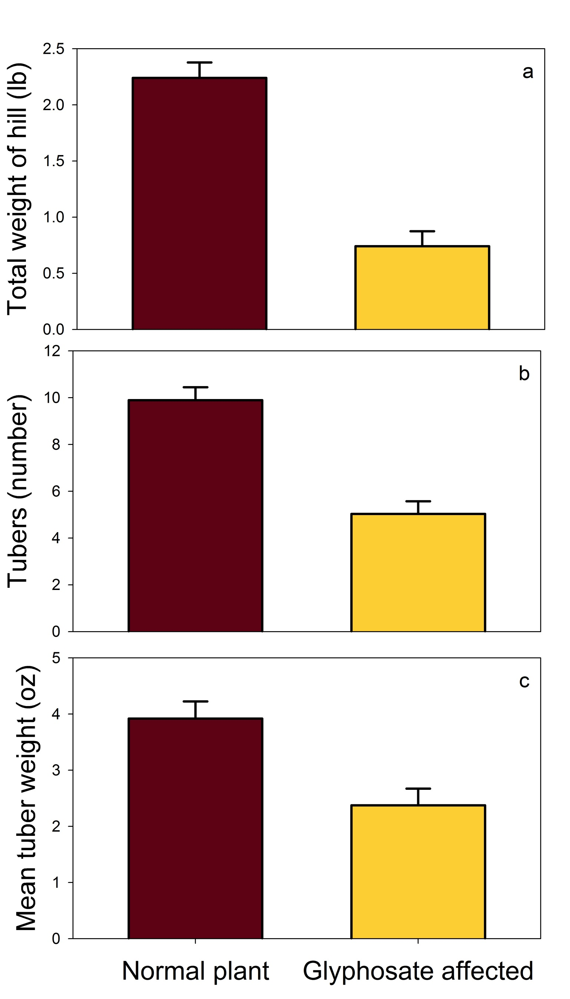 Total weight of hill (lb)
2.5
2.0
1.5
1.0
0.5
0.0
a
Tubers (number)
12
10
8
6
4
2
0
b
Mean tuber weight (oz)
5
4
3
2
1
0
c
Normal plant
Glyphosate affected